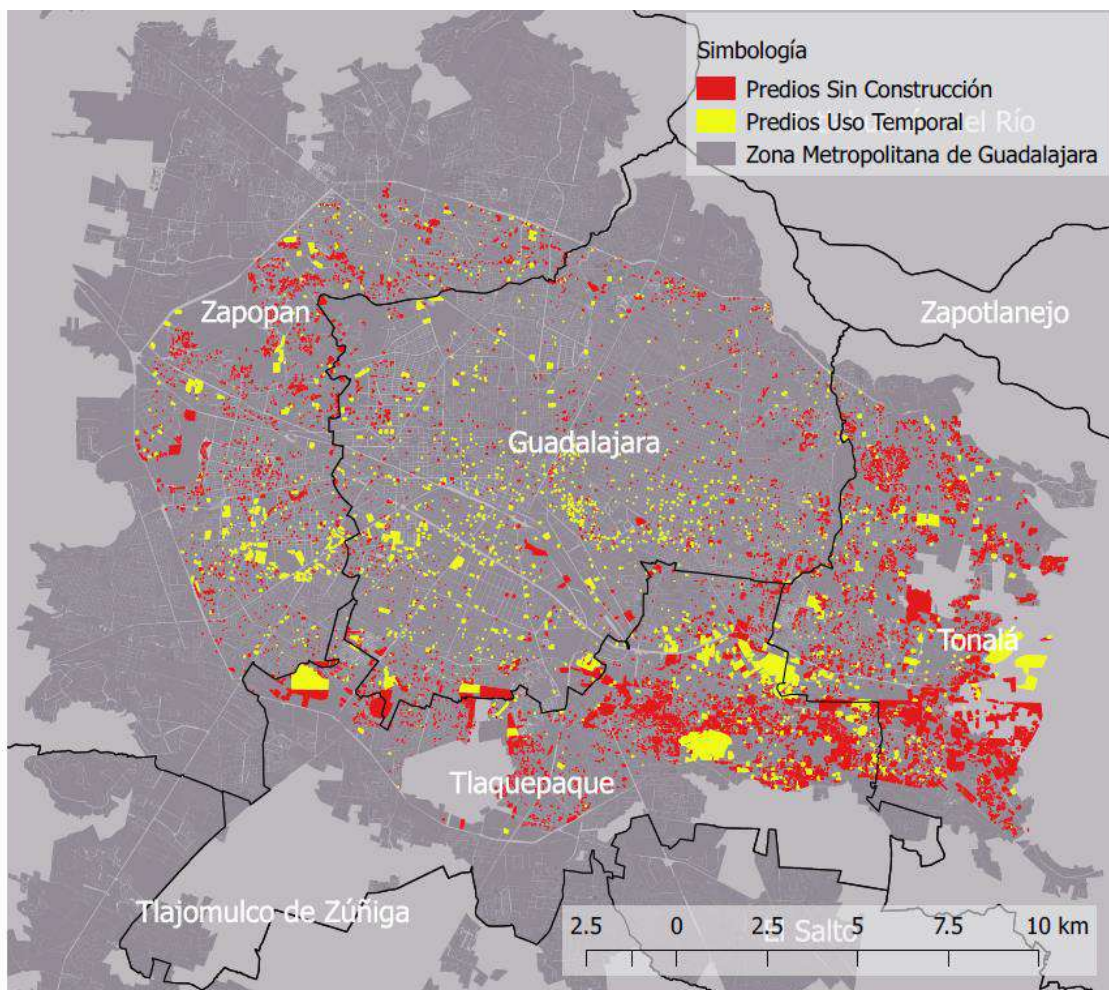 Simbología
Predios Sin Construcción
Predios Uso Temporal
del Río
Zona Metropolitana de Guadalajara
Zapopan
Zapotlanejo
Guadalajara
Tonalá
Tlaquepaque
Tlajomulco de Zúñiga
El Salto
2.5 0 2.5 5 7.5 10 km